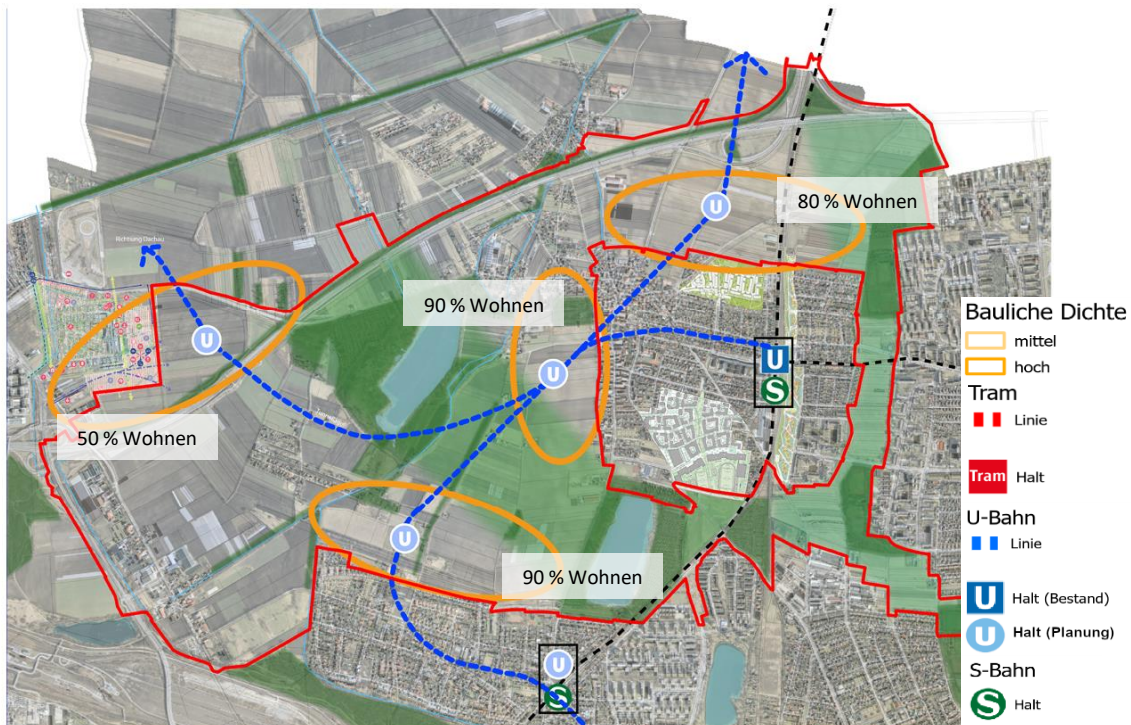 80 % Wohnen
Richtung Dachau
U
U
90 % Wohnen
U
U
U
S
50 % Wohnen
U
90 % Wohnen
U
S
Bauliche Dichte
mittel
hoch
Tram
Linie
Tram Halt
U-Bahn
Linie
U Halt (Bestand)
U Halt (Planung)
S-Bahn
S Halt